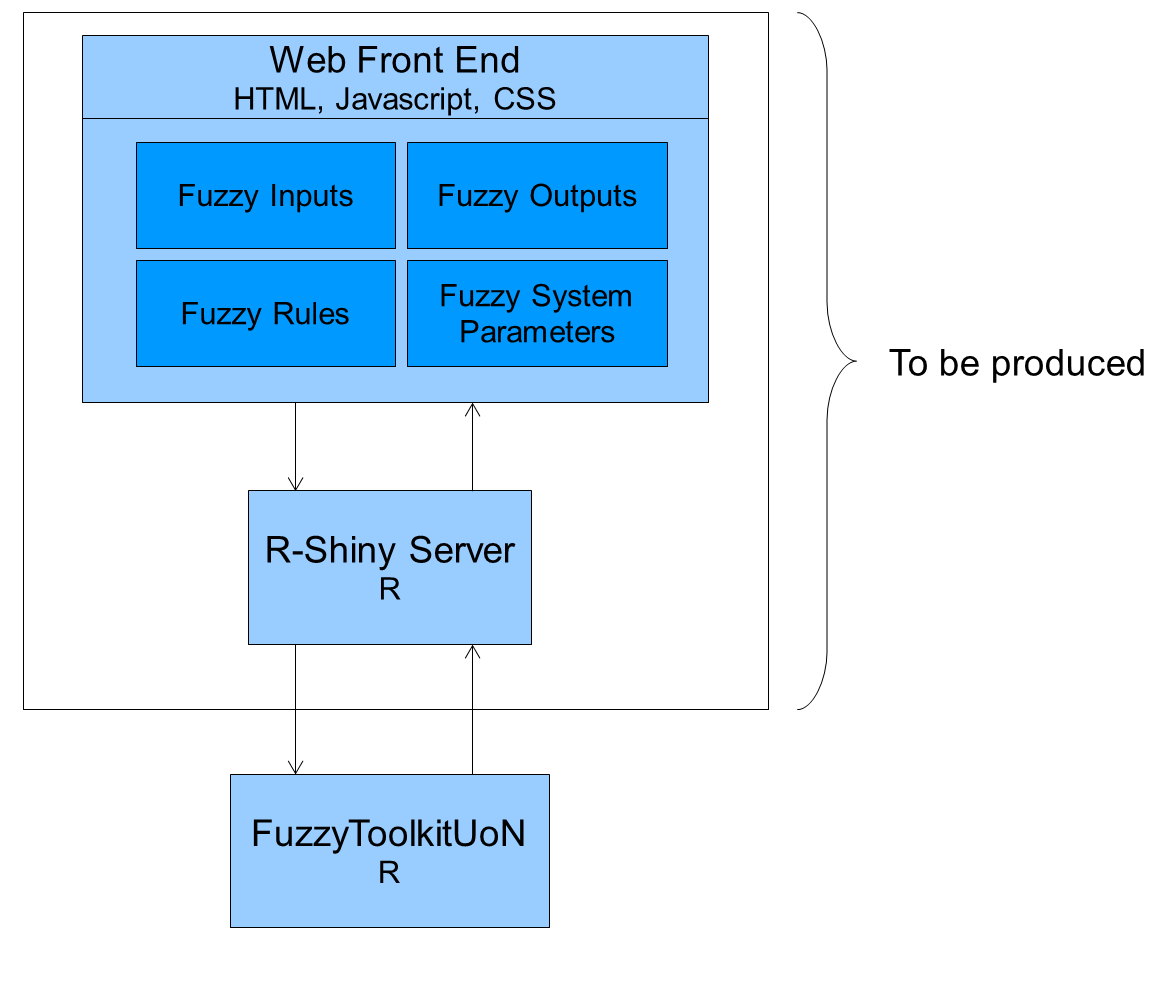 Web Front End
HTML, Javascript, CSS
Fuzzy Inputs
Fuzzy Outputs
Fuzzy Rules
Fuzzy System
Parameters
To be produced
R-Shiny Server
R
FuzzyToolkitUoN
R